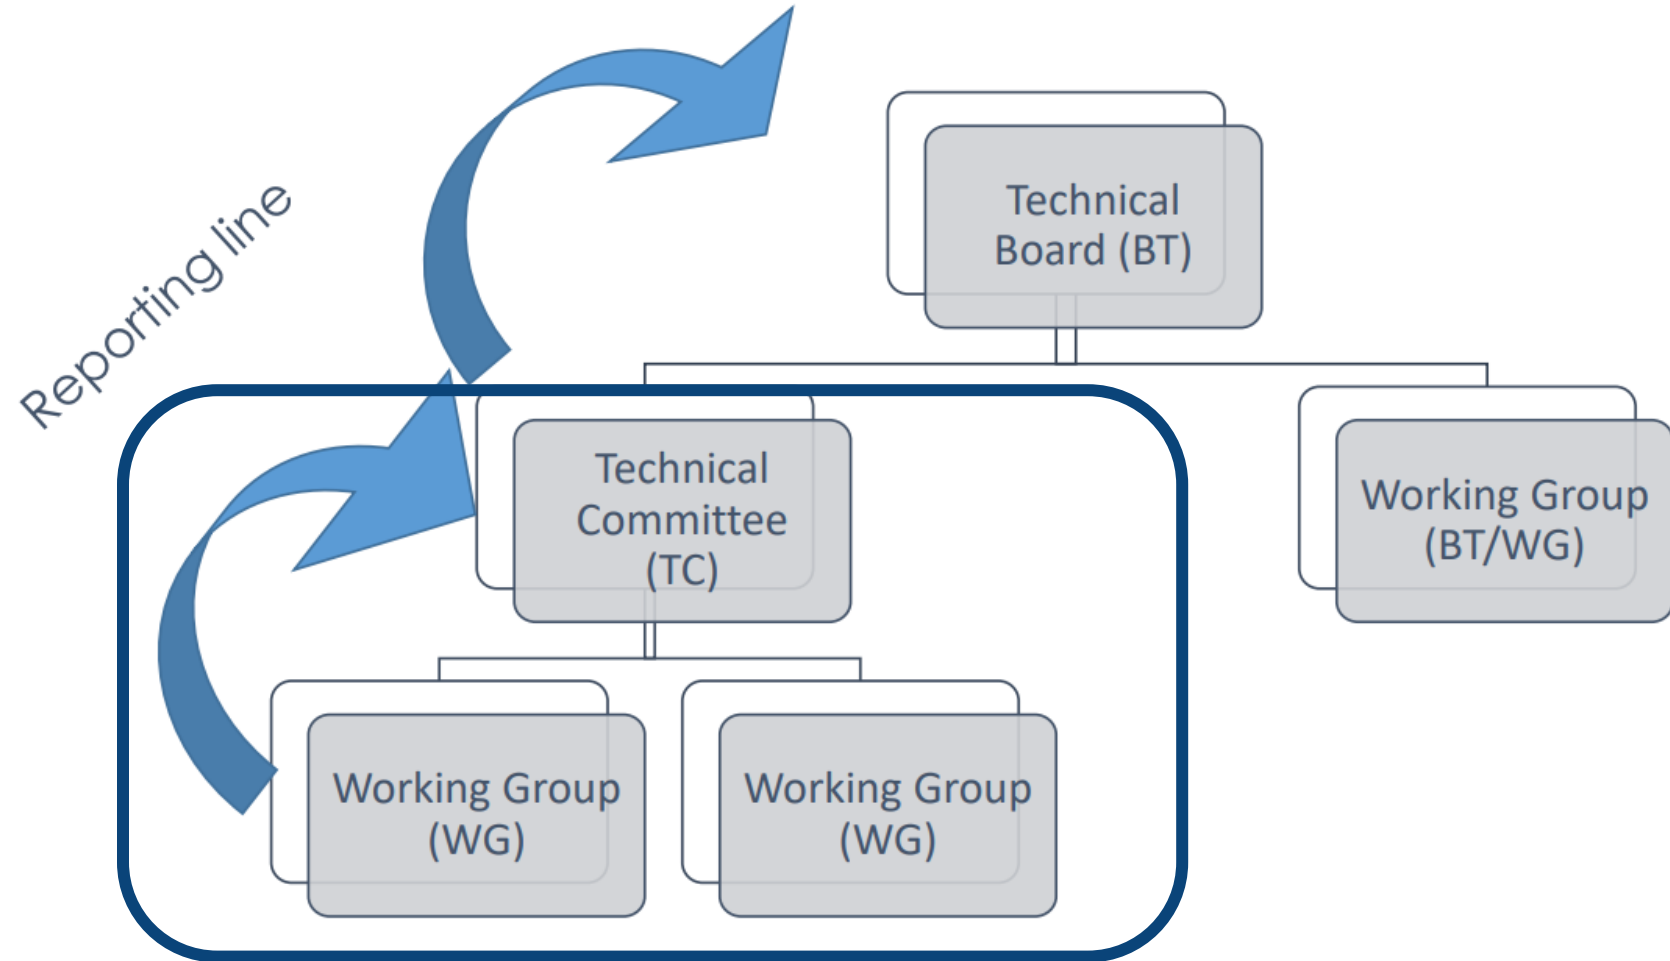 Reporting line
Technical
Board (BT)
Technical
Committee
(TC)
Working Group
(BT/WG)
Working Group
(WG)
Working Group
(WG)